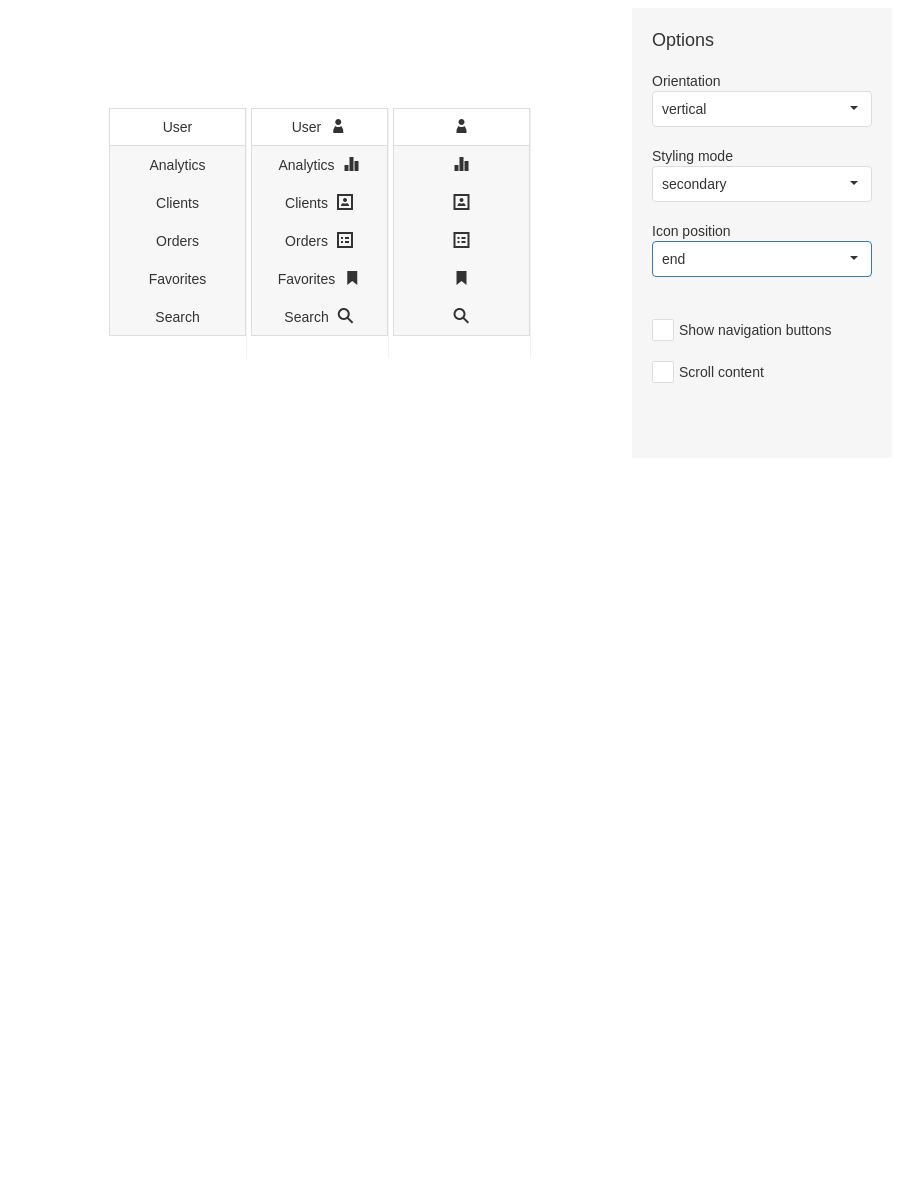 User
Analytics
Clients
Orders
Favorites
Search
User
Analytics
Clients
Orders
Favorites
Search
Options
Orientation
vertical
Styling mode
secondary
Icon position
end
Show navigation buttons
Scroll content